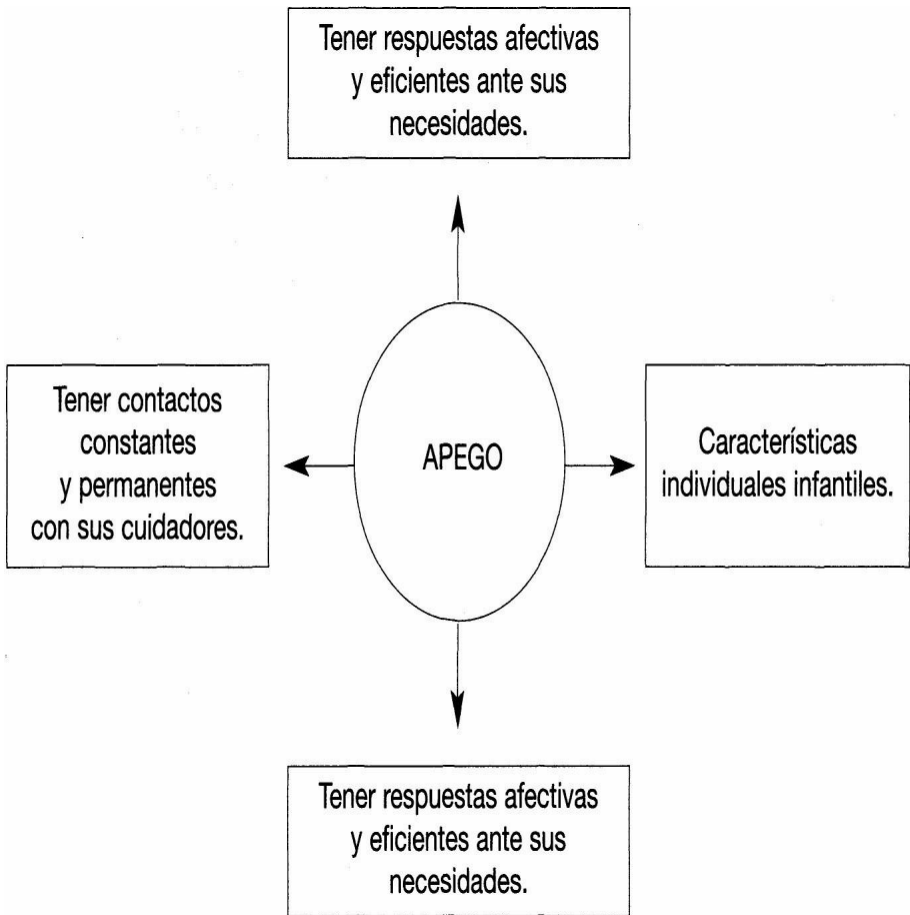 Tener respuestas afectivas
y eficientes ante sus
necesidades.
Tener contactos
constantes
y permanentes
con sus cuidadores.
APEGO
Características
individuales infantiles.
Tener respuestas afectivas
y eficientes ante sus
necesidades.